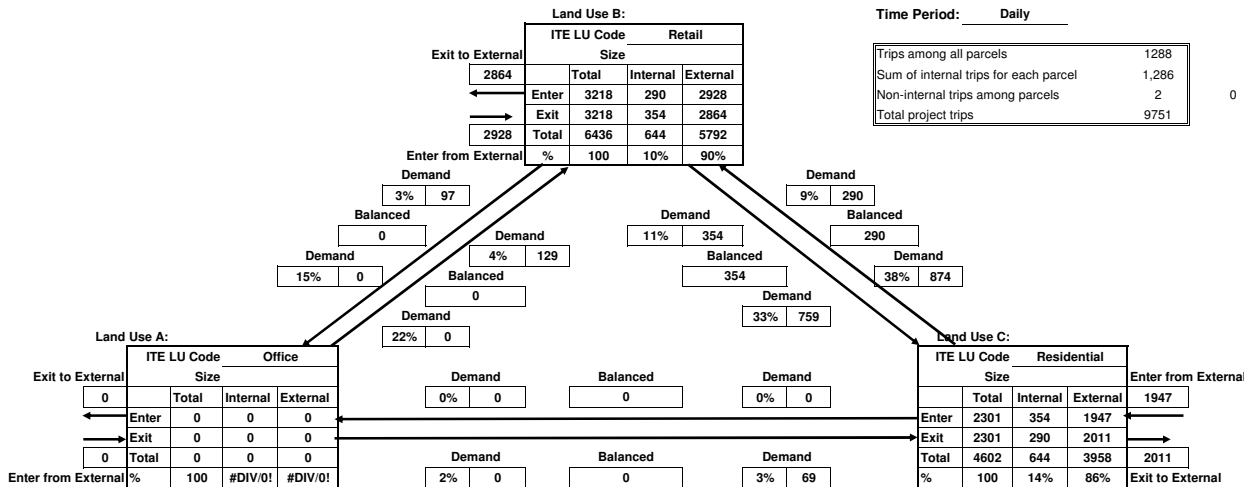 Land Use B:
Time Period: Daily
ITE LU Code Retail
Exit to External Size
2864 Total Internal External
Enter 3218 290 2928
Exit 3218 354 2864
2928 Total 6436 644 5792
Enter from External % 100 10% 90%
Trips among all parcels 1288
Sum of internal trips for each parcel 1,286
Non-internal trips among parcels 2 0
Total project trips 9751
Demand Demand
3% 97 9% 290
Balanced Demand Balanced
0 11% 354 290
Demand
4% 129
Demand Balanced Demand
15% 0 354 38% 874
Balanced
0
Demand
33% 759
Demand
22% 0
Land Use A: Land Use C:
ITE LU Code Office
Exit to External Size
0 Total Internal External
Enter 0 0 0
Exit 0 0 0
0 Total 0 0 0
Enter from External % 100 #DIV/0! #DIV/0!
Demand Balanced Demand
0% 0 0 0% 0
Demand Balanced Demand
2% 0 0 3% 69
ITE LU Code Residential
Size Enter from External
Total Internal External 1947
Enter 2301 354 1947
Exit 2301 290 2011
Total 4602 644 3958 2011
% 100 14% 86% Exit to External